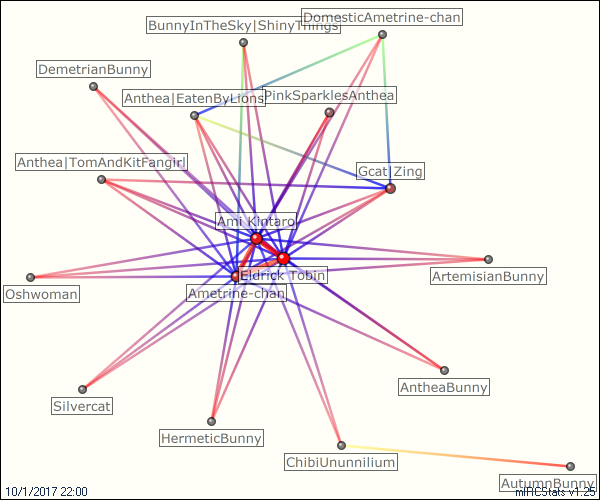 DomesticAmetrine-chan
BunnyInTheSky|ShinyThings
DemetrianBunny
Anthea|EatenByLions
PinkSparklesAnthea
Anthea|TomAndKitFangirl
Gcat|Zing
Ami Kintaro
Eldrick Tobin
ArtemisianBunny
Oshwoman
Ametrine-chan
AntheaBunny
Silvercat
HermeticBunny
ChibiUnunnilium
AutumnBunny
10/1/2017 22:00
mIRCStats v1.25